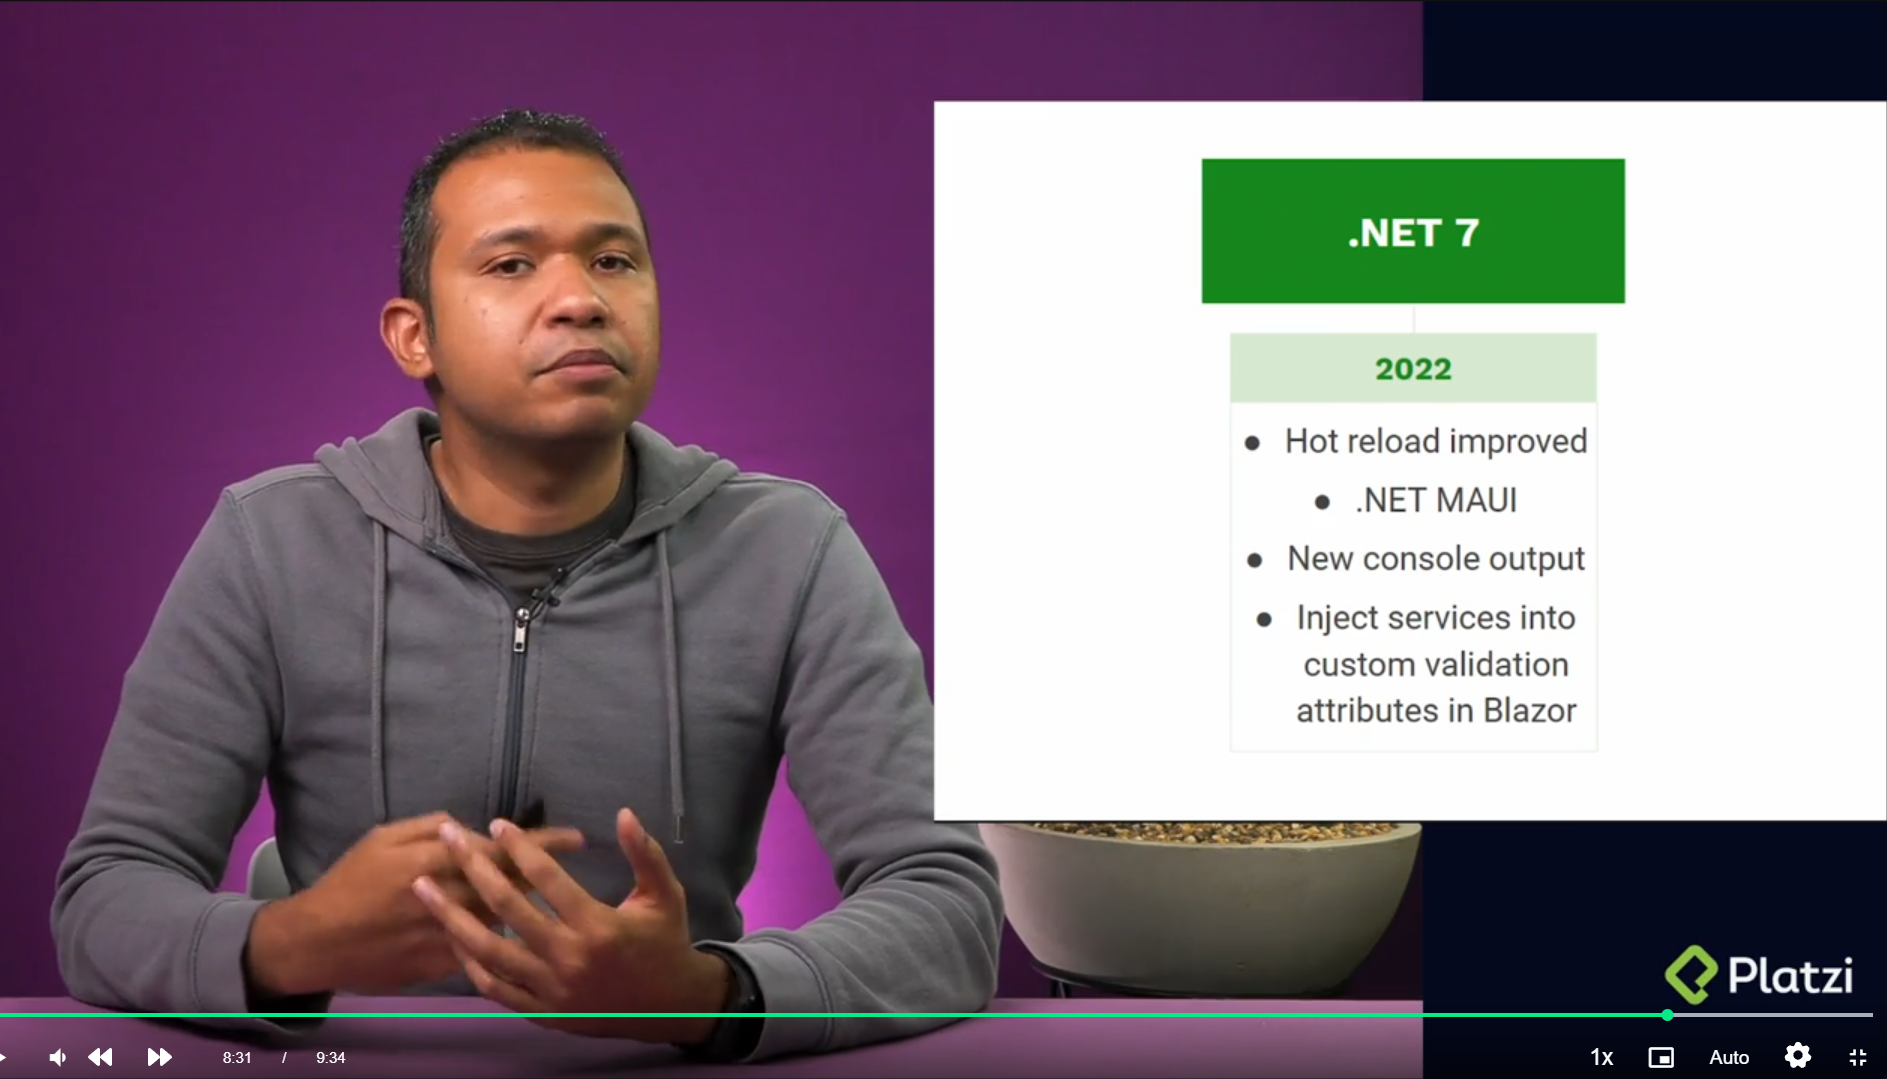 .NET 7
2022
● Hot reload improved
● .NET MAUI
● New console output
● Inject services into
custom validation
attributes in Blazor
Platzi
8:31 / 9:34
1x
Auto